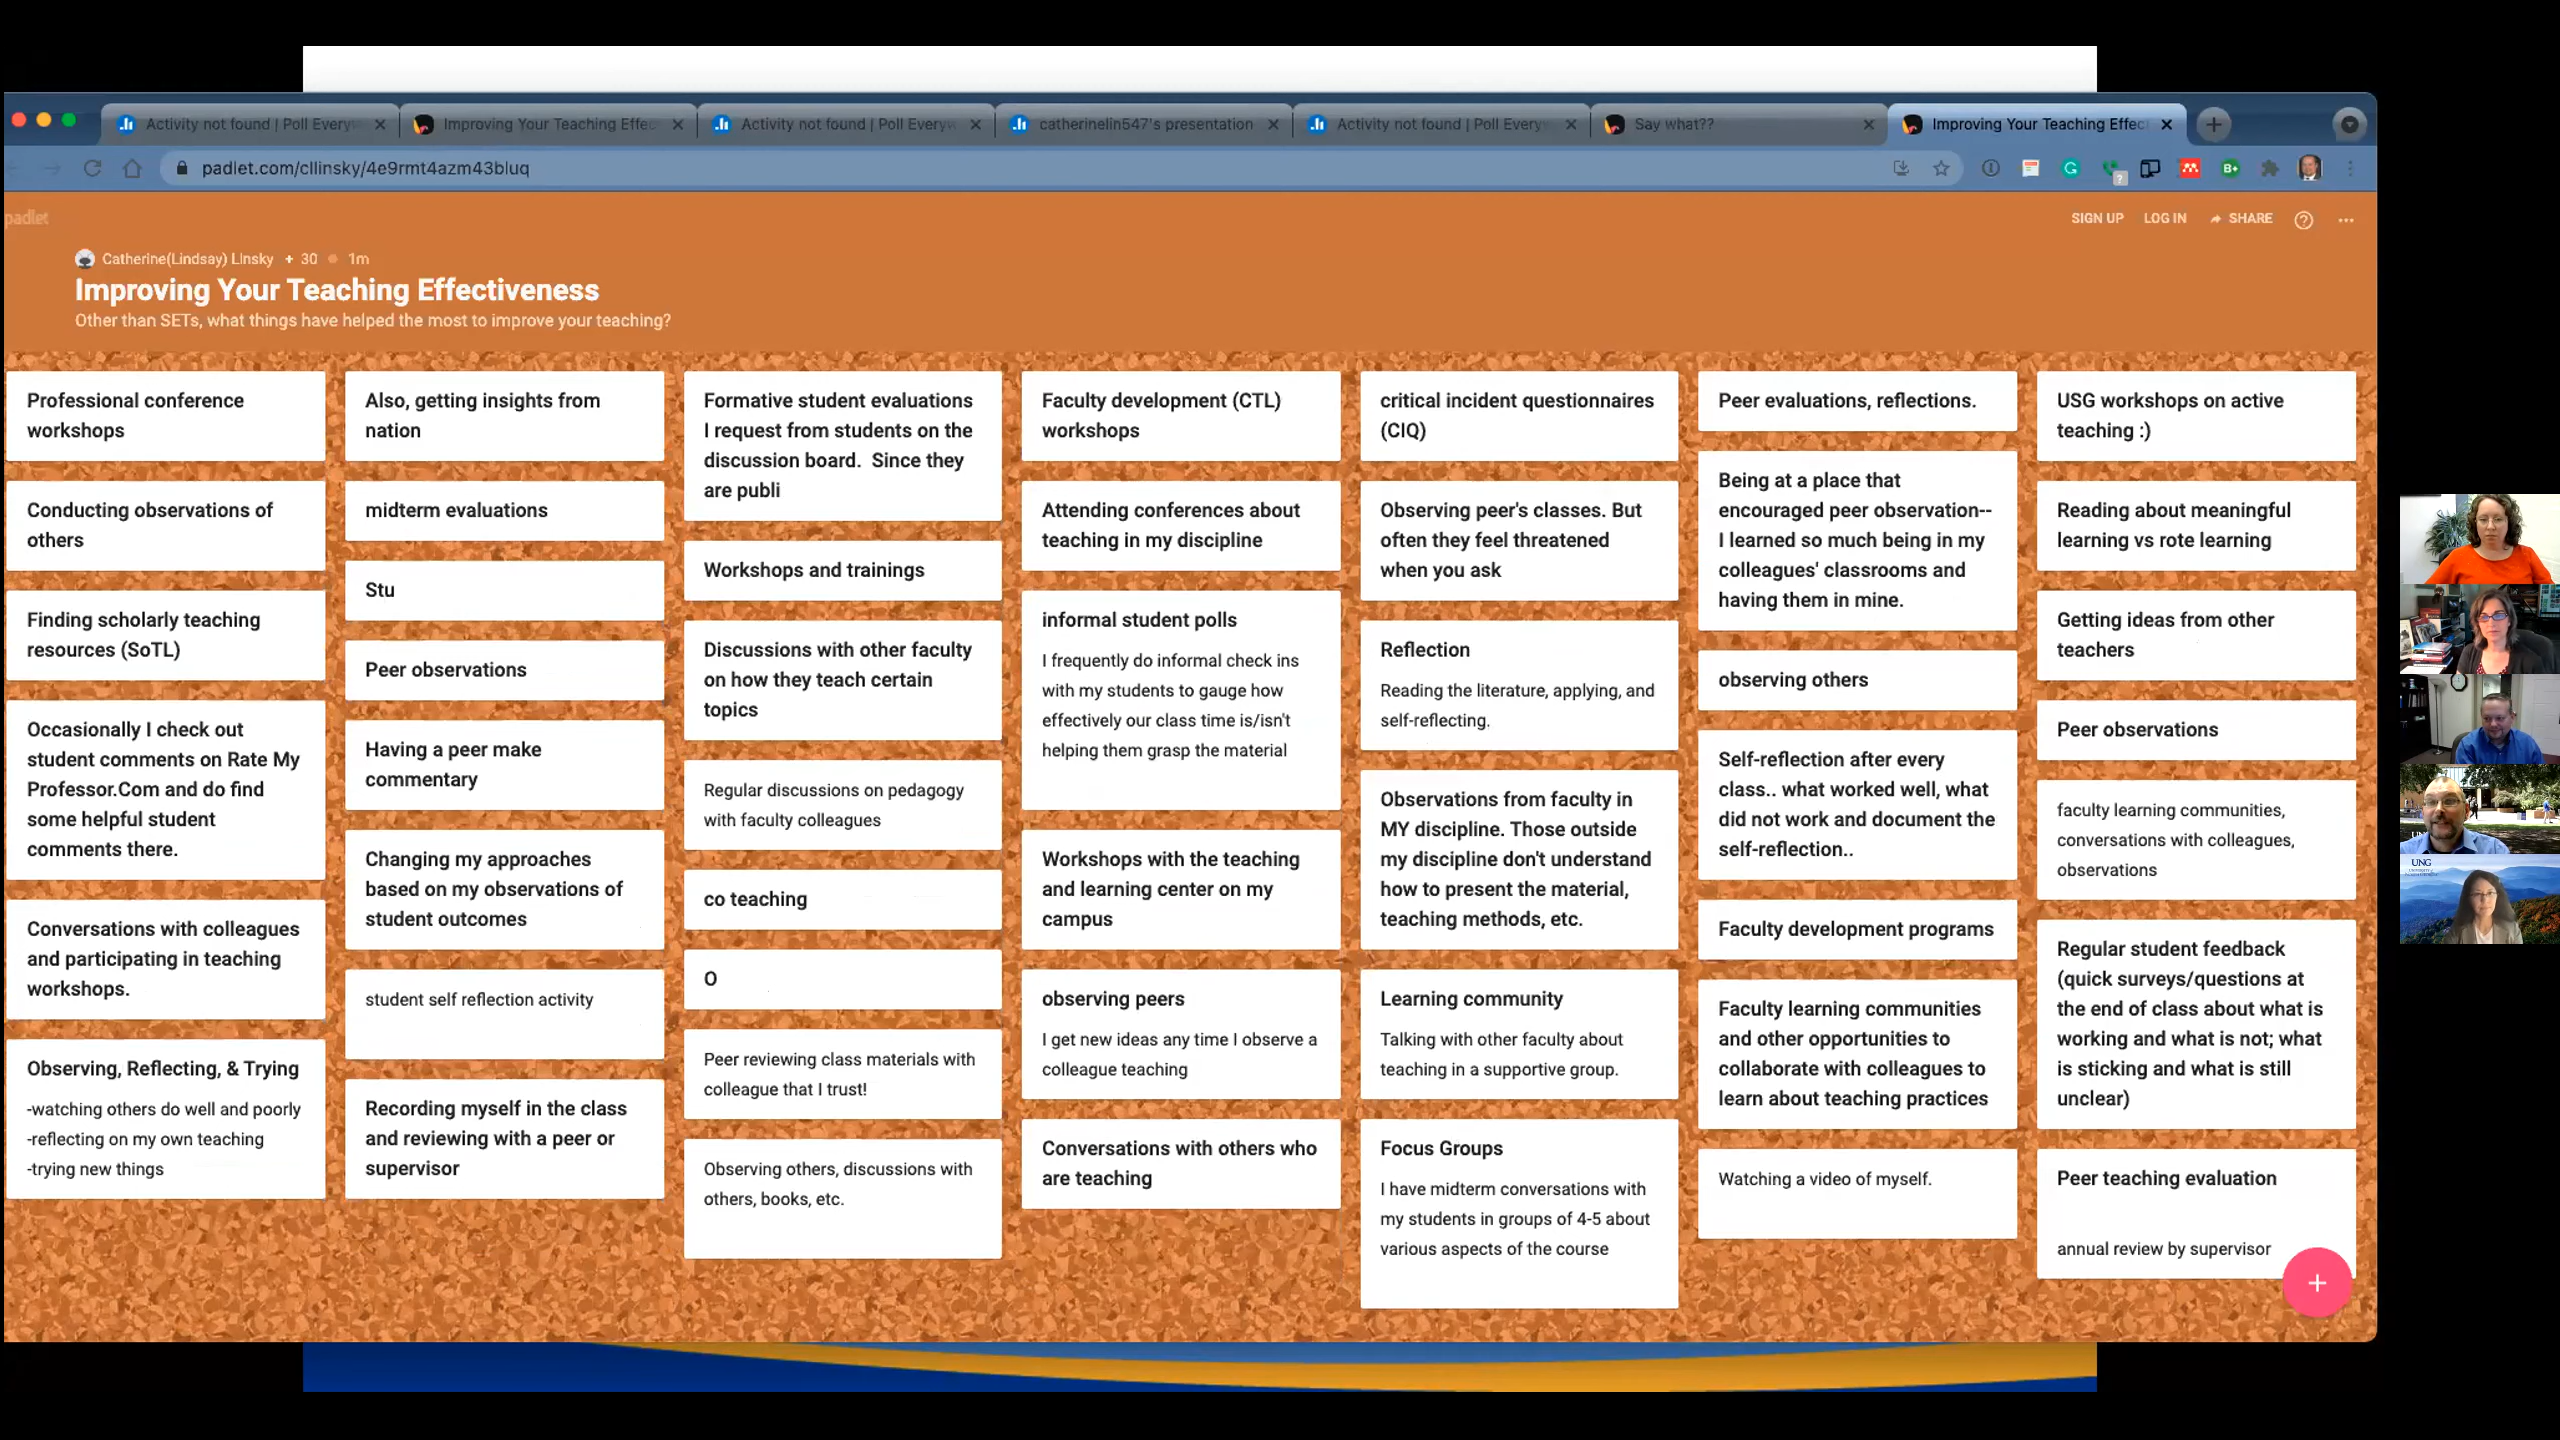 Activity not found | Poll Everyw
Improving Your Teaching Effec
Activity not found | Poll Everyw
catherinelin547's presentation
Activity not found | Poll Every
Say what??
Improving Your Teaching Effect
padlet.com/cllinsky/4e9rmt4azm43bluq
padlet
SIGN UP
LOG IN
SHARE
Catherine(Lindsay) Linsky + 30 1m
Improving Your Teaching Effectiveness
Other than SETs, what things have helped the most to improve your teaching?
Professional conference
workshops
Conducting observations of
others
Finding scholarly teaching
resources (SoTL)
Occasionally I check out
student comments on Rate My
Professor.Com and do find
some helpful student
comments there.
Conversations with colleagues
and participating in teaching
workshops.
Observing, Reflecting, & Trying
-watching others do well and poorly
-reflecting on my own teaching
-trying new things
Also, getting insights from
nation
midterm evaluations
Stu
Peer observations
Having a peer make
commentary
Changing my approaches
based on my observations of
student outcomes
student self reflection activity
Recording myself in the class
and reviewing with a peer or
supervisor
Formative student evaluations
I request from students on the
discussion board.  Since they
are publi
Workshops and trainings
Discussions with other faculty
on how they teach certain
topics
Regular discussions on pedagogy
with faculty colleagues
co teaching
O
Peer reviewing class materials with
colleague that I trust!
Observing others, discussions with
others, books, etc.
Faculty development (CTL)
workshops
Attending conferences about
teaching in my discipline
informal student polls
I frequently do informal check ins
with my students to gauge how
effectively our class time is/isn't
helping them grasp the material
Workshops with the teaching
and learning center on my
campus
observing peers
I get new ideas any time I observe a
colleague teaching
Conversations with others who
are teaching
critical incident questionnaires
(CIQ)
Observing peer's classes. But
often they feel threatened
when you ask
Reflection
Reading the literature, applying, and
self-reflecting.
Observations from faculty in
MY discipline. Those outside
my discipline don't understand
how to present the material,
teaching methods, etc.
Learning community
Talking with other faculty about
teaching in a supportive group.
Focus Groups
I have midterm conversations with
my students in groups of 4-5 about
various aspects of the course
Peer evaluations, reflections.
Being at a place that
encouraged peer observation--
I learned so much being in my
colleagues' classrooms and
having them in mine.
observing others
Self-reflection after every
class.. what worked well, what
did not work and document the
self-reflection..
Faculty development programs
Faculty learning communities
and other opportunities to
collaborate with colleagues to
learn about teaching practices
Watching a video of myself.
USG workshops on active
teaching :)
Reading about meaningful
learning vs rote learning
Getting ideas from other
teachers
Peer observations
faculty learning communities,
conversations with colleagues,
observations
Regular student feedback
(quick surveys/questions at
the end of class about what is
working and what is not; what
is sticking and what is still
unclear)
Peer teaching evaluation
annual review by supervisor
UNG